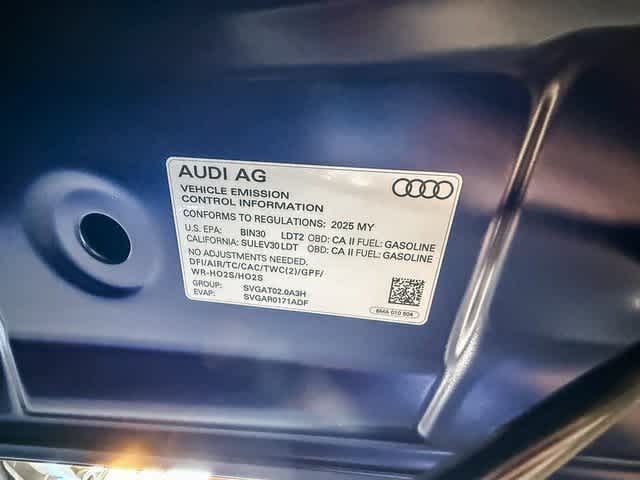 AUDI AG
VEHICLE EMISSION
CONTROL INFORMATION
CONFORMS TO REGULATIONS: 2025 MY
U.S. EPA: BIN30 LDT2 OBD: CA II FUEL: GASOLINE
CALIFORNIA: SULEV30 LDT OBD: CA II FUEL: GASOLINE
NO ADJUSTMENTS NEEDED.
DFI/AIR/TC/CAC/TWC(2)/GPF/
WR-HO2S/HO2S
GROUP: SVGAT02.0A3H
EVAP: SVGAR0171ADF
8MA 010 604